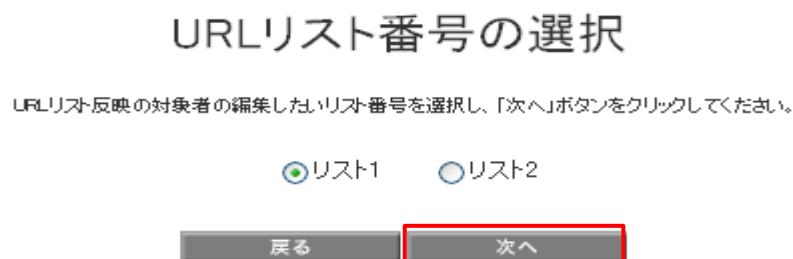 URLリスト番号の選択
URLリスト反映の対象者の編集したいリスト番号を選択し、「次へ」ボタンをクリックしてください。
リスト1 リスト2
戻る 次へ